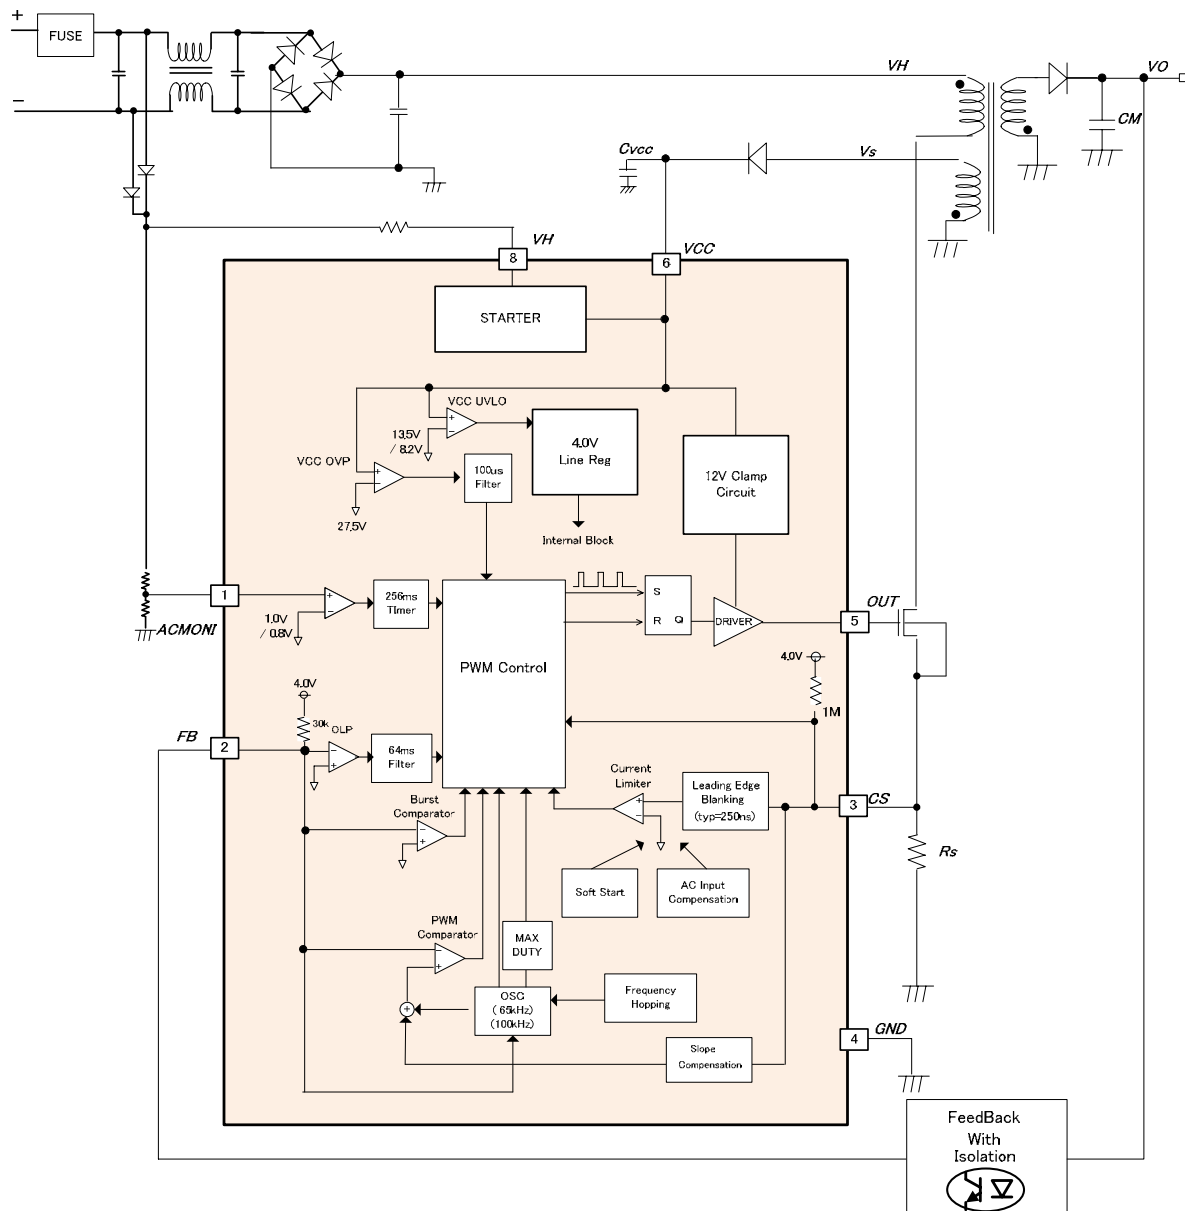 +
FUSE
−
VH
VO
CM
Cvcc
Vs
VH
VCC
8
6
STARTER
VCC UVLO
13.5V
/ 8.2V
4.0V
Line Reg
VCC OVP
100us
Filter
12V Clamp
Circuit
27.5V
Internal Block
1
256ms
TImer
1.0V
/ 0.8V
ACMONI
S
R
Q
DRIVER
OUT
5
PWM Control
4.0V
1M
4.0V
30k
OLP
FB
2
64ms
Filter
Current
Limiter
Leading Edge
Blanking
(typ=250ns)
3
CS
Burst
Comparator
Rs
Soft Start
AC Input
Compensation
PWM
Comparator
MAX
DUTY
+
OSC
( 65kHz)
(100kHz)
Frequency
Hopping
Slope
Compensation
4
GND
FeedBack
With
Isolation